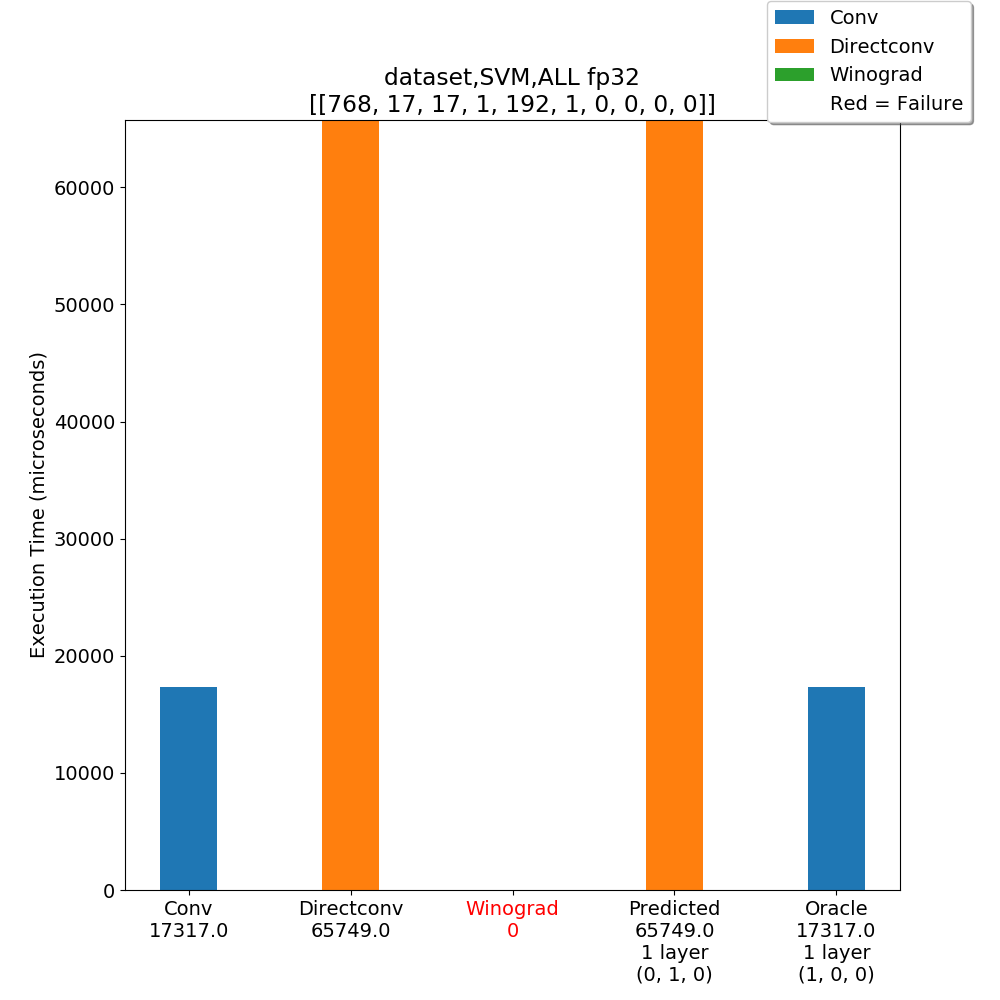 Conv
Directconv
Winograd
Red = Failure
dataset,SVM,ALL fp32
[[768, 17, 17, 1, 192, 1, 0, 0, 0, 0]]
Execution Time (microseconds)
60000
50000
40000
30000
20000
10000
0
Conv
17317.0
Directconv
65749.0
Winograd
0
Predicted
65749.0
1 layer
(0, 1, 0)
Oracle
17317.0
1 layer
(1, 0, 0)